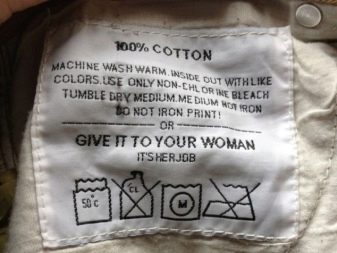 100% COTTON
MACHINE WASH WARM. INSIDE OUT WITH LIKE
COLORS.USE ONLY NON-CHLORINE BLEACH
TUMBLE DRY MEDIUM.MEDIUM HOT IRON
DO NOT IRON PRINT!
OR
GIVE IT TO YOUR WOMAN
IT'S HER JOB
50°C CL M